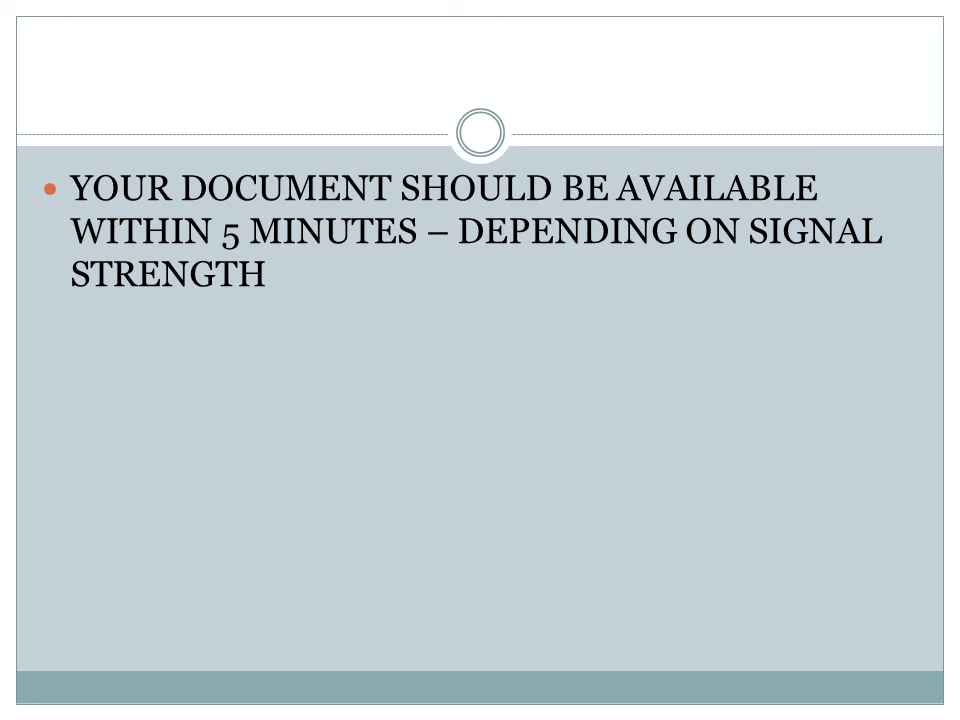 • YOUR DOCUMENT SHOULD BE AVAILABLE
WITHIN 5 MINUTES – DEPENDING ON SIGNAL
STRENGTH